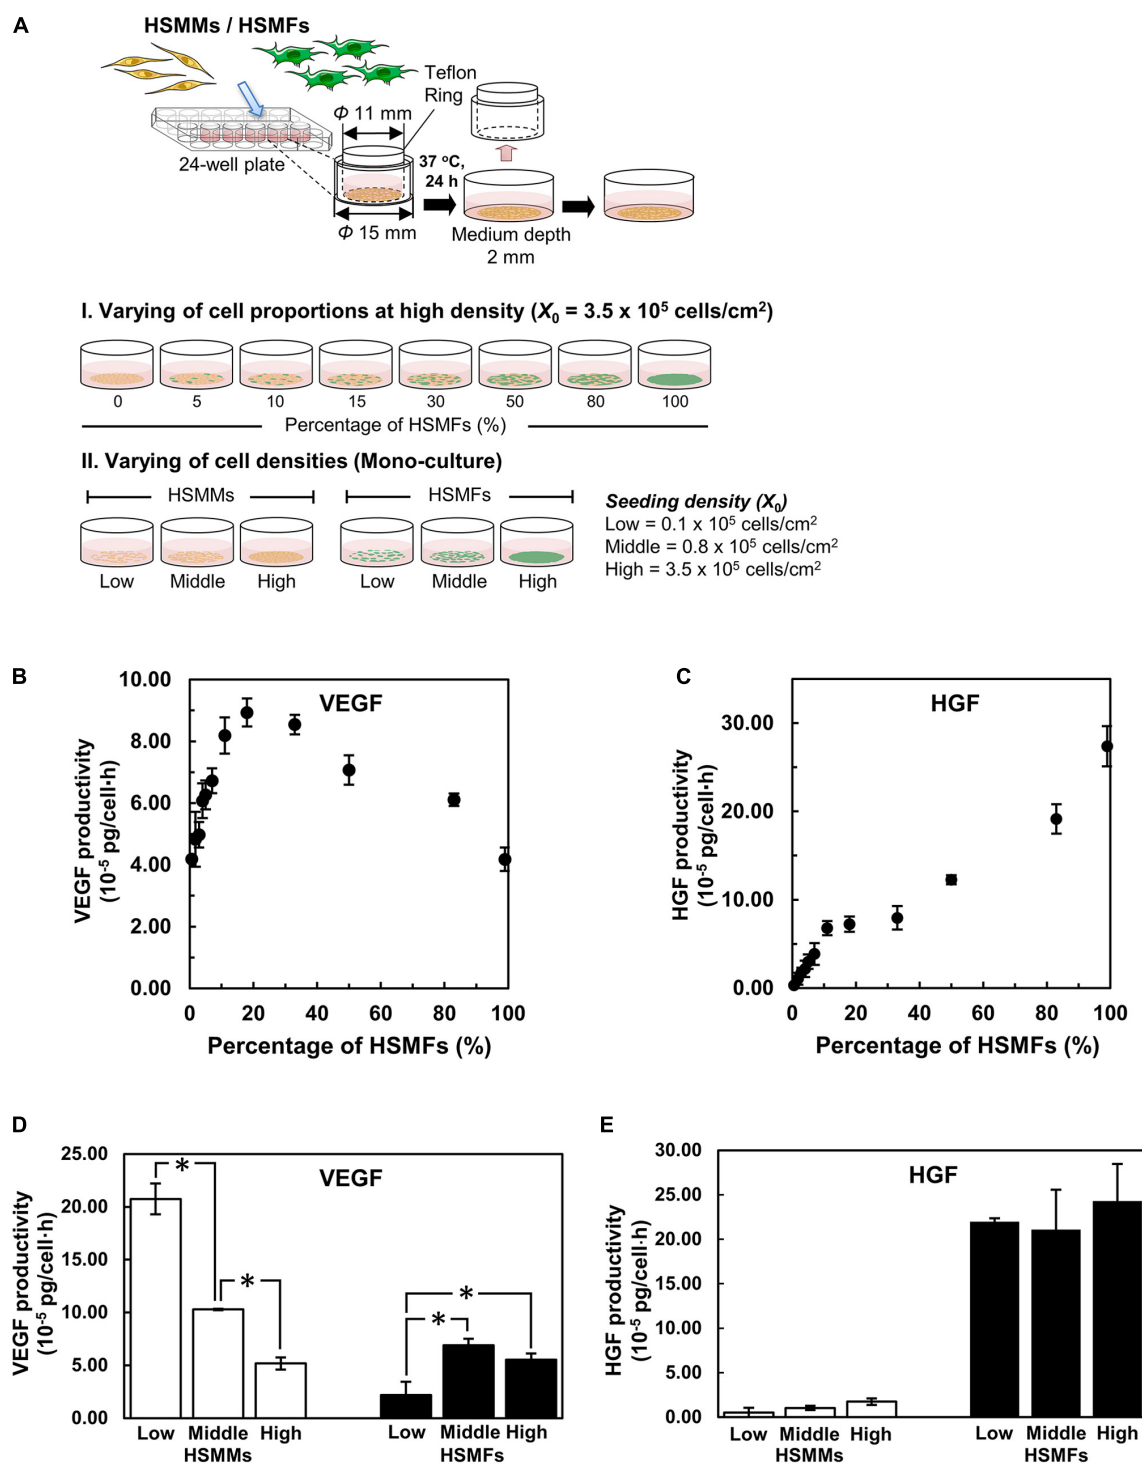 A
HSMMs / HSMFs
Teflon
Ring
Φ 11 mm
24-well plate
37 ºC,
24 h
Φ 15 mm
Medium depth
2 mm
I. Varying of cell proportions at high density (X₀ = 3.5 x 10⁵ cells/cm²)
0 5 10 15 30 50 80 100
Percentage of HSMFs (%)
II. Varying of cell densities (Mono-culture)
HSMMs HSMFs
Low Middle High Low Middle High
Seeding density (X₀)
Low = 0.1 x 10⁵ cells/cm²
Middle = 0.8 x 10⁵ cells/cm²
High = 3.5 x 10⁵ cells/cm²
B
VEGF
VEGF productivity
(10⁻⁵ pg/cell·h)
10.00
8.00
6.00
4.00
2.00
0.00
0 20 40 60 80 100
Percentage of HSMFs (%)
C
HGF
HGF productivity
(10⁻⁵ pg/cell·h)
30.00
20.00
10.00
0.00
0 20 40 60 80 100
Percentage of HSMFs (%)
D
VEGF
VEGF productivity
(10⁻⁵ pg/cell·h)
25.00
20.00
15.00
10.00
5.00
0.00
*
*
*
*
Low Middle High Low Middle High
HSMMs HSMFs
E
HGF
HGF productivity
(10⁻⁵ pg/cell·h)
30.00
25.00
20.00
15.00
10.00
5.00
0.00
Low Middle High Low Middle High
HSMMs HSMFs